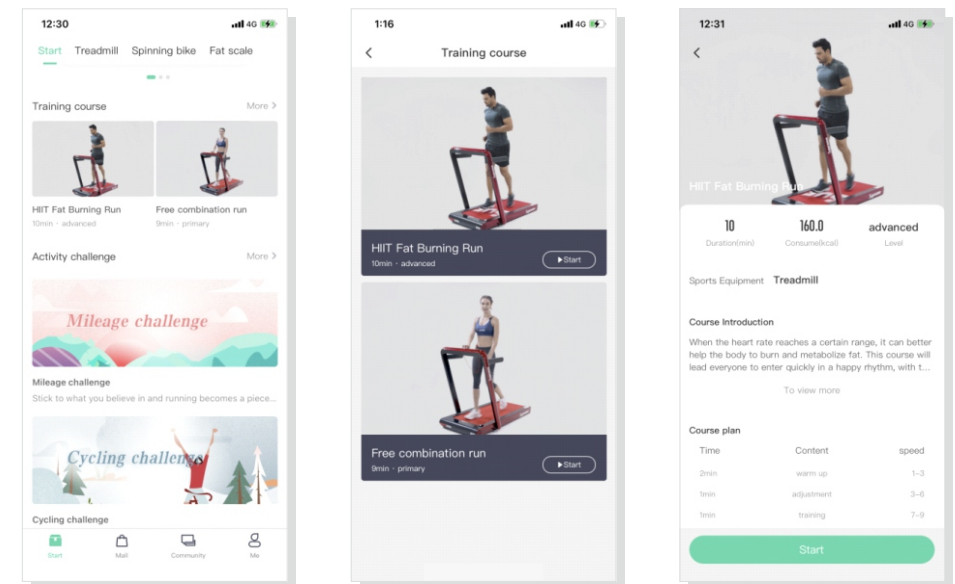 12:30
4G
Start Treadmill Spinning bike Fat scale
Training course More >
HIIT Fat Burning Run Free combination run
10min · advanced 9min · primary
Activity challenge More >
Mileage challenge
Mileage challenge
Stick to what you believe in and running becomes a piece...
Cycling challenge
Cycling challenge
Start Mall Community Me
1:16
4G
Training course
HIIT Fat Burning Run
10min · advanced
Start
Free combination run
9min · primary
Start
12:31
4G
HIIT Fat Burning Run
10 160.0 advanced
Duration(min) Consume(kcal) Level
Sports Equipment Treadmill
Course Introduction
When the heart rate reaches a certain range, it can better
help the body to burn and metabolize fat. This course will
lead everyone to enter quickly in a happy rhythm, with t...
To view more
Course plan
Time Content speed
2min warm up 1-3
1min adjustment 3-6
1min training 7-9
Start